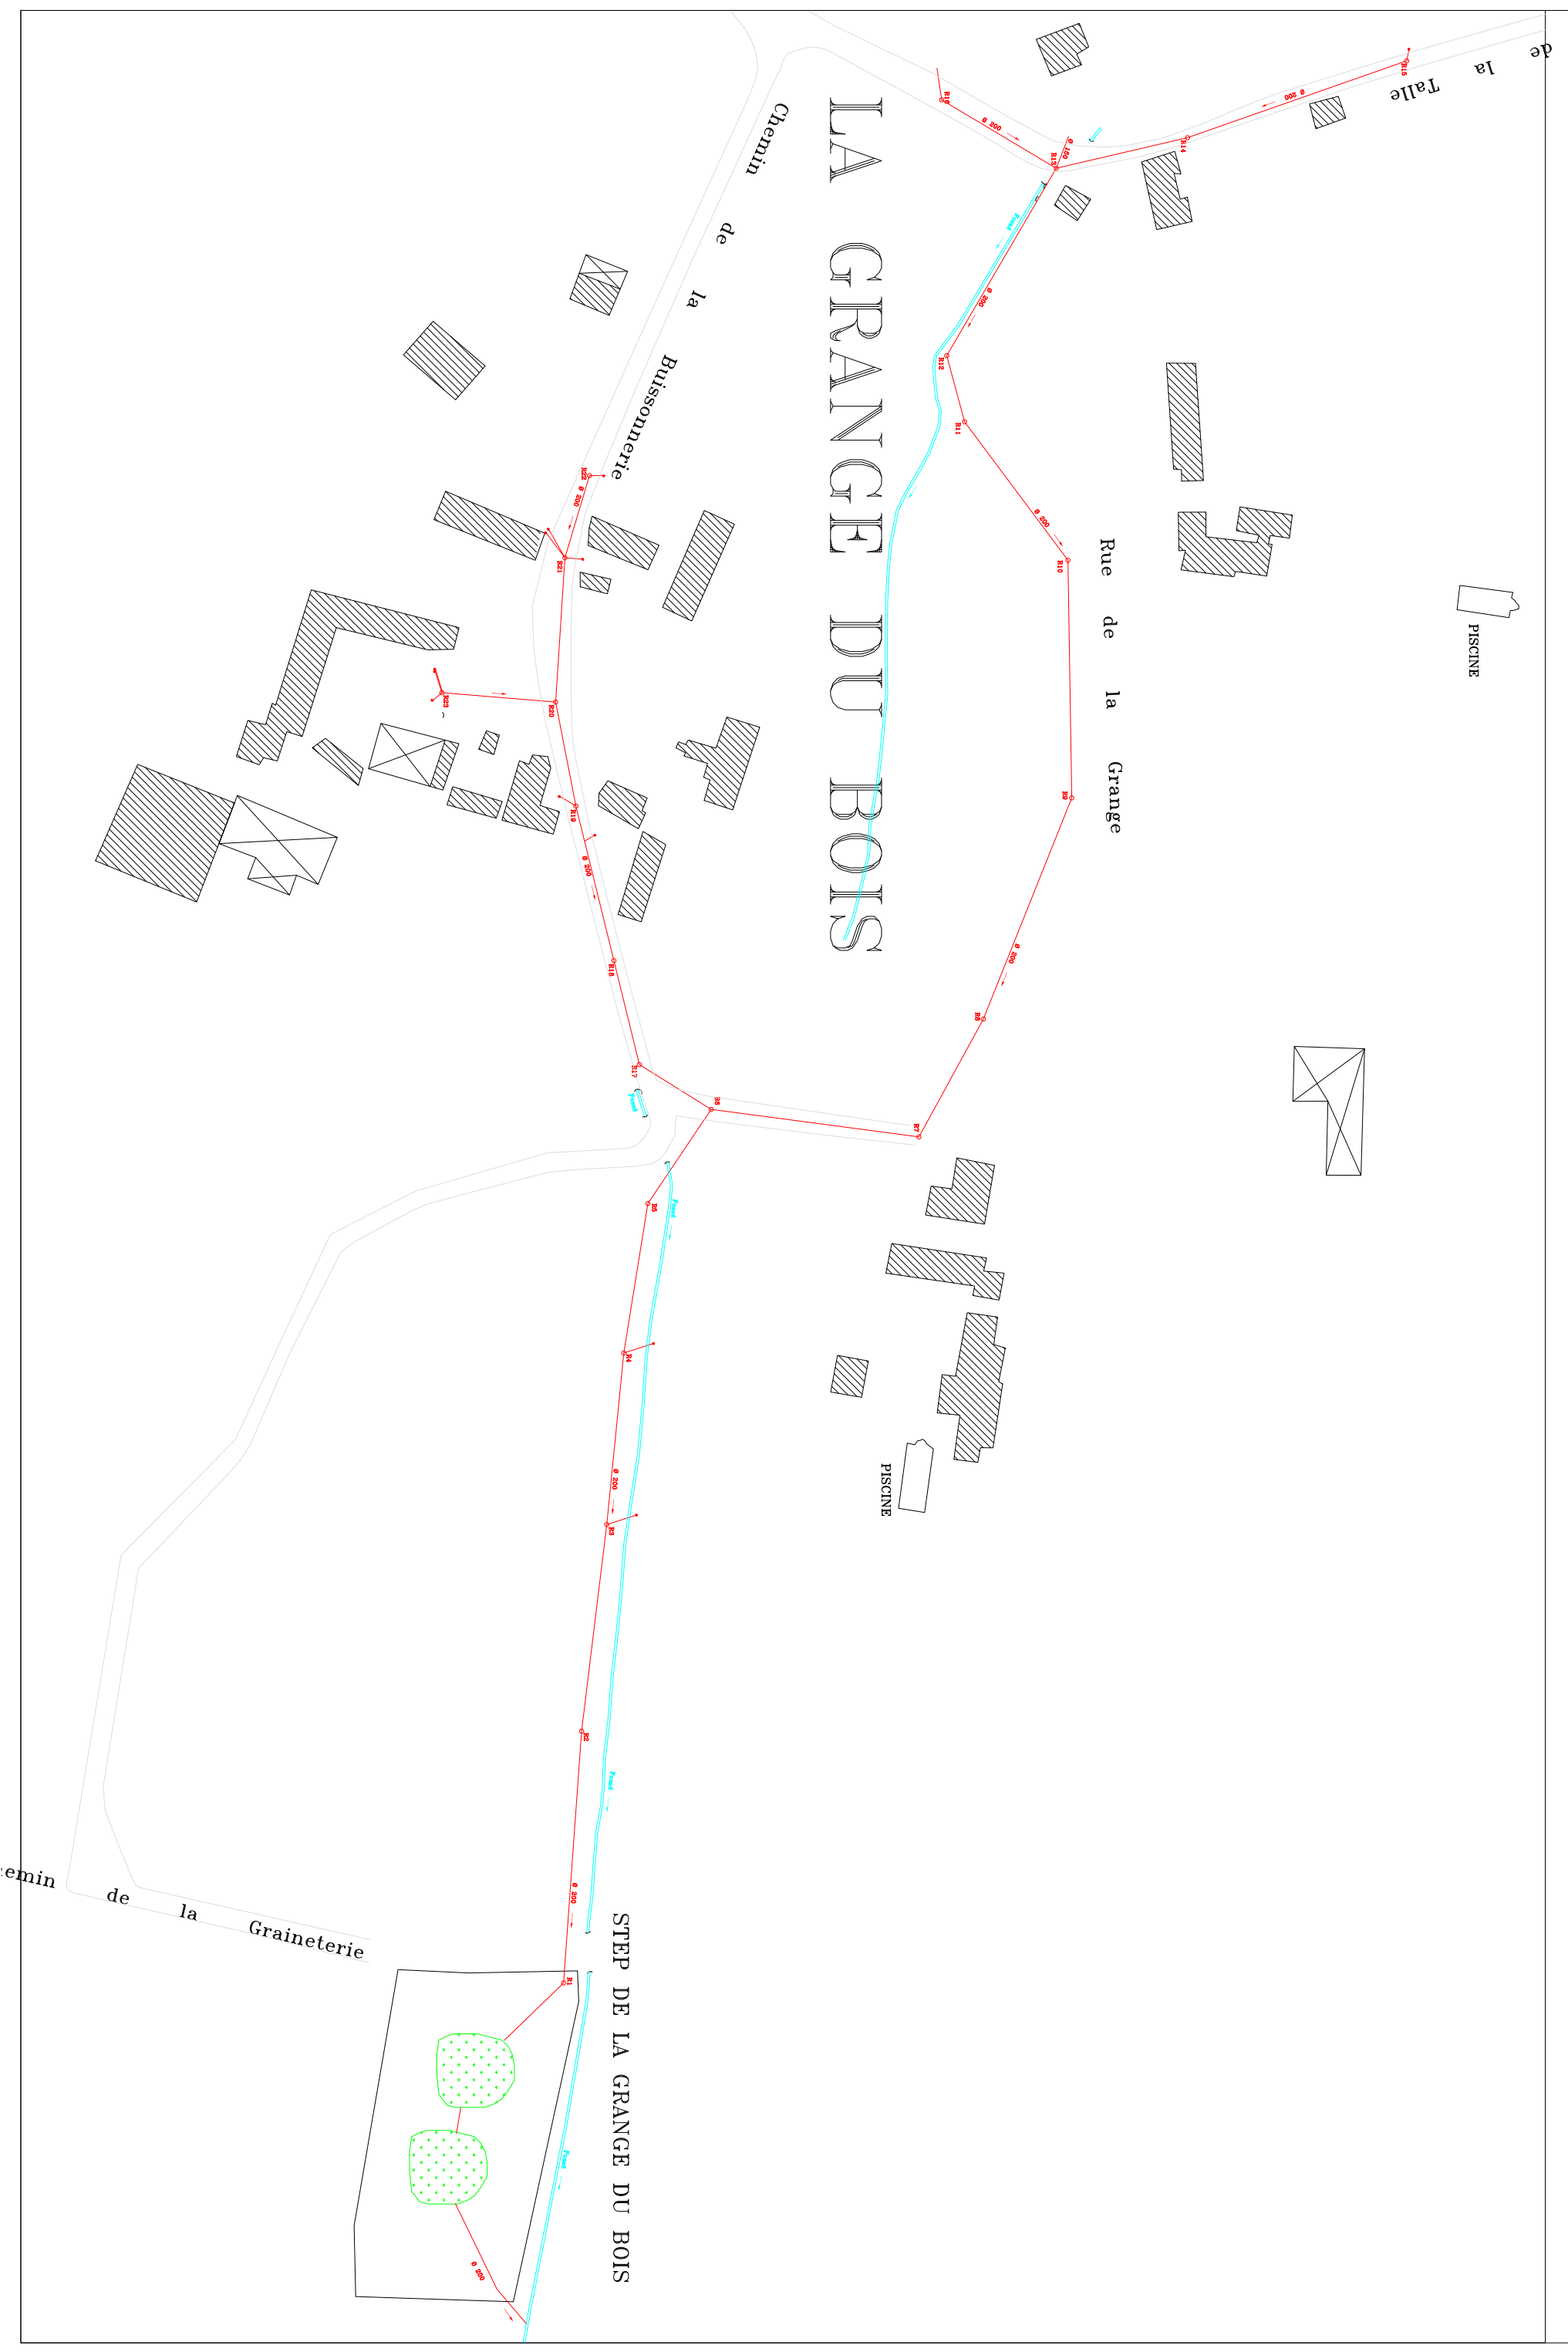 de la Talle
R15
Ø 200
R14
R16
Ø 200
Ø 150
R13
Fossé
Ø 200
R12
R11
Ø 200
R10
R9
Ø 200
R8
R7
Rue de la Grange
PISCINE
LA GRANGE DU BOIS
Chemin de la Buissonnerie
R22
Ø 200
R21
R23
R20
R19
Ø 200
R18
R17
Fossé
R6
R5
Fossé
R4
Ø 200
R3
PISCINE
R2
Fossé
Ø 200
R1
emin de la Graineterie
STEP DE LA GRANGE DU BOIS
Fossé
Ø 200